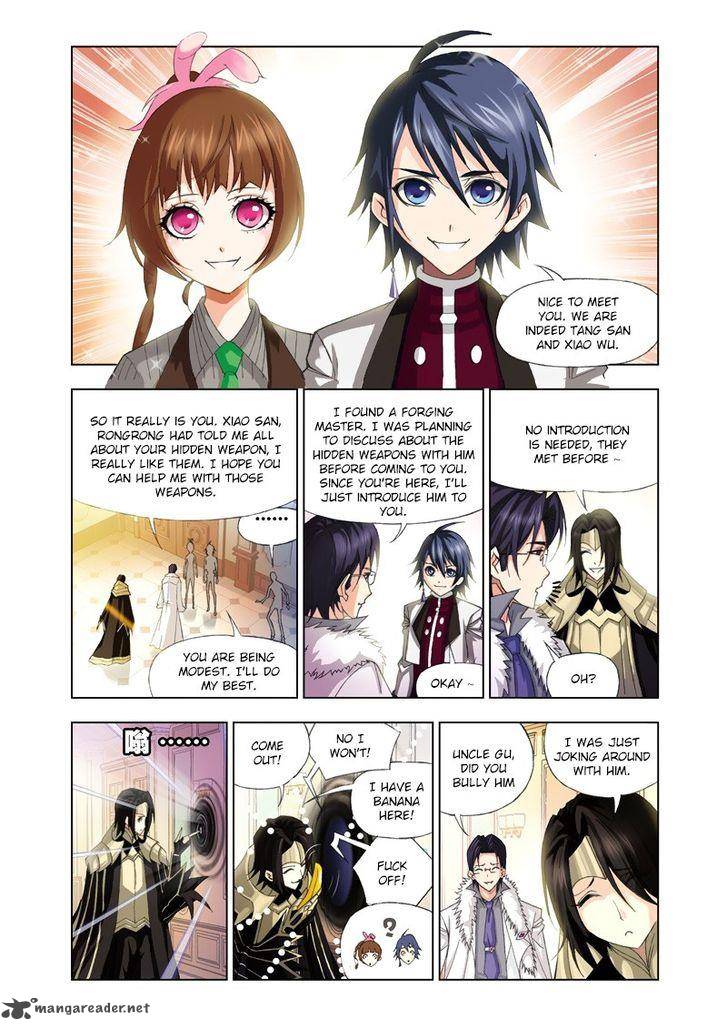 NICE TO MEET
YOU. WE ARE
INDEED TANG SAN
AND XIAO WU.
SO IT REALLY IS YOU. XIAO SAN,
RONGRONG HAD TOLD ME ALL
ABOUT YOUR HIDDEN WEAPON, I
REALLY LIKE THEM. I HOPE YOU
CAN HELP ME WITH THOSE
WEAPONS.
......
YOU ARE BEING
MODEST. I'LL DO
MY BEST.
I FOUND A FORGING
MASTER. I WAS PLANNING
TO DISCUSS ABOUT THE
HIDDEN WEAPONS WITH HIM
BEFORE COMING TO YOU.
SINCE YOU'RE HERE, I'LL
JUST INTRODUCE HIM TO
YOU.
OKAY ~
NO INTRODUCTION
IS NEEDED, THEY
MET BEFORE ~
OH?
嗡 ......
COME
OUT!
NO I
WON'T!
I HAVE A
BANANA
HERE!
FUCK
OFF!
?
UNCLE GU,
DID YOU
BULLY HIM
I WAS JUST
JOKING AROUND
WITH HIM.
mangareader.net